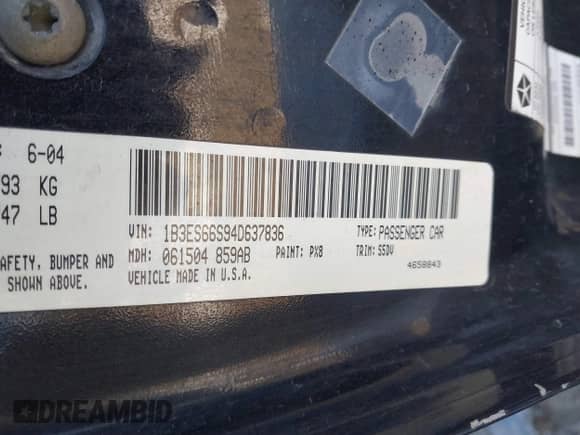 : 6-04
93 KG
47 LB
VIN: 1B3ES66S94D637836 TYPE: PASSENGER CAR
MDH: 061504 859AB PAINT: PX8 TRIM: S5DV
AFETY, BUMPER AND VEHICLE MADE IN U.S.A. 4658843
SHOWN ABOVE.
DREAMBID